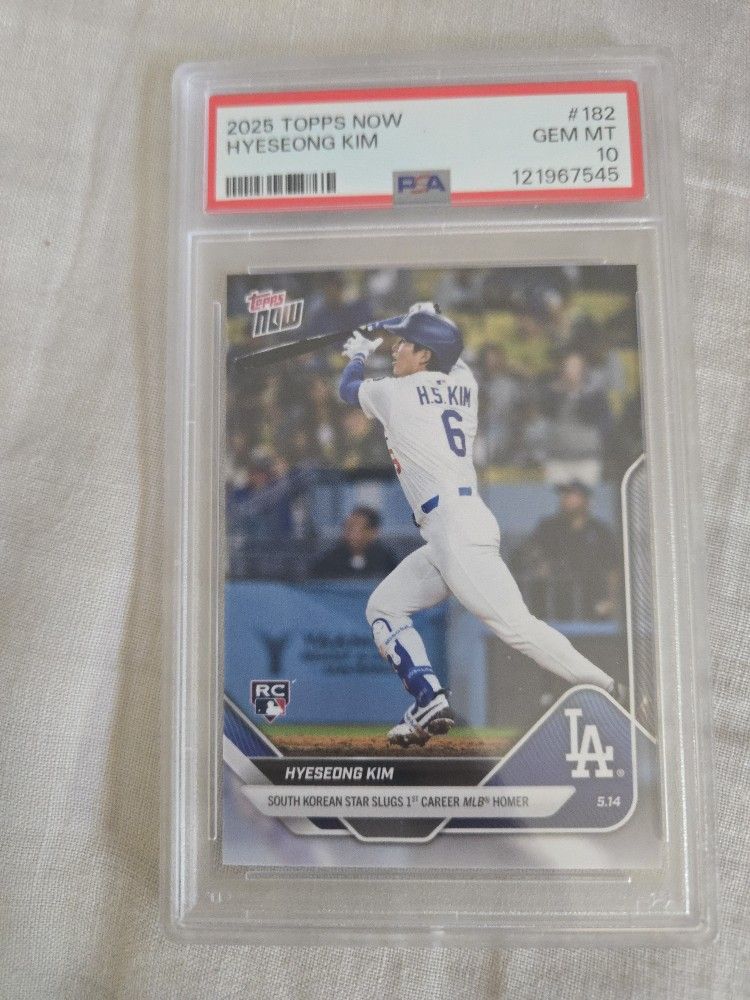 2025 TOPPS NOW #182
HYESEONG KIM GEM MT
10
PSA 121967545
topps
NOW
H.S. KIM
6
RC
LA
HYESEONG KIM
SOUTH KOREAN STAR SLUGS 1ST CAREER MLB® HOMER 5.14